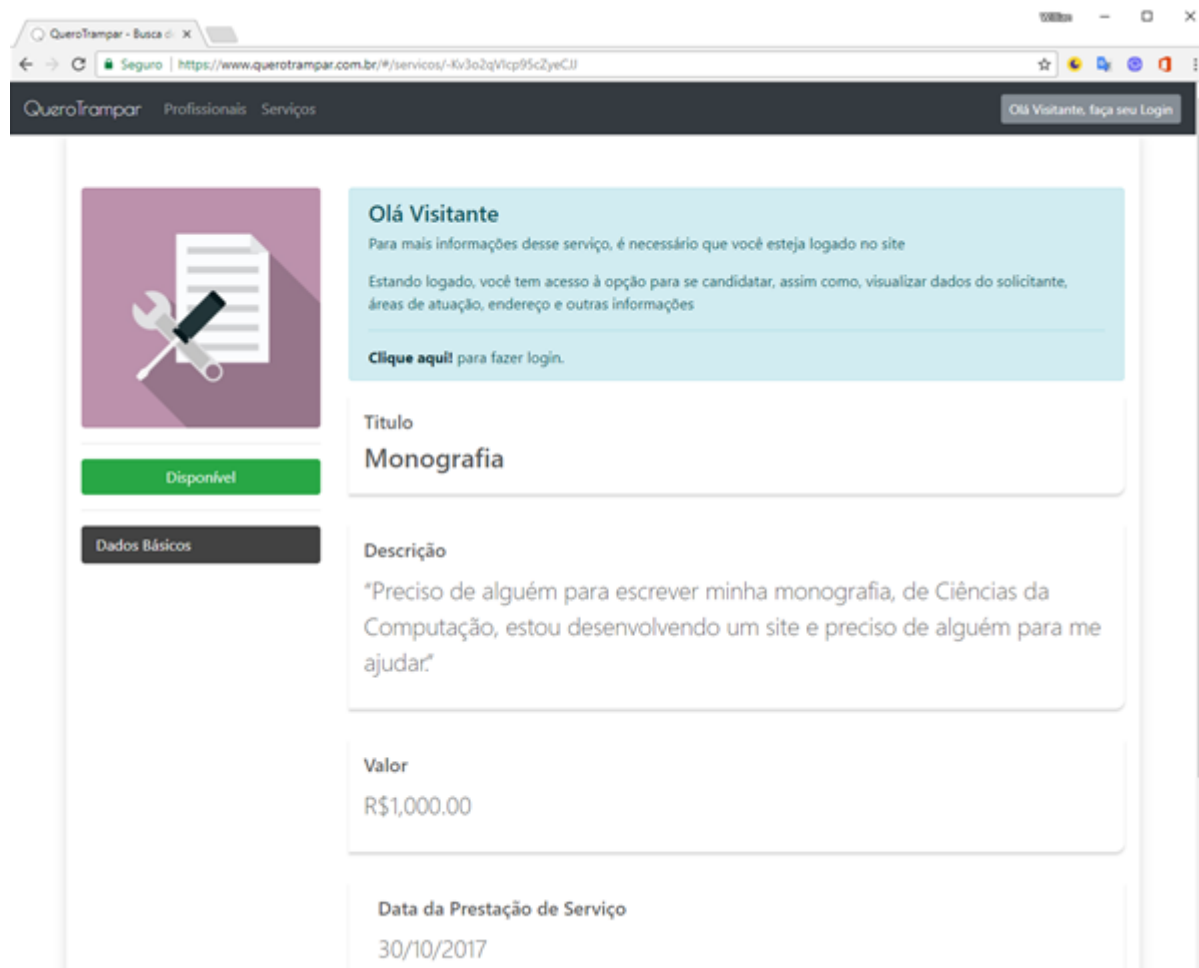 QueroTrampar - Busca d
Seguro | https://www.querotrampar.com.br/#/servicos/-Kv3o2qVIcp95cZyeCJJ
QueroTrampar Profissionais Serviços Olá Visitante, faça seu Login
Olá Visitante
Para mais informações desse serviço, é necessário que você esteja logado no site
Estando logado, você tem acesso à opção para se candidatar, assim como, visualizar dados do solicitante,
áreas de atuação, endereço e outras informações
Clique aqui! para fazer login.
Titulo
Monografia
Disponível
Dados Básicos
Descrição
"Preciso de alguém para escrever minha monografia, de Ciências da
Computação, estou desenvolvendo um site e preciso de alguém para me
ajudar."
Valor
R$1,000.00
Data da Prestação de Serviço
30/10/2017